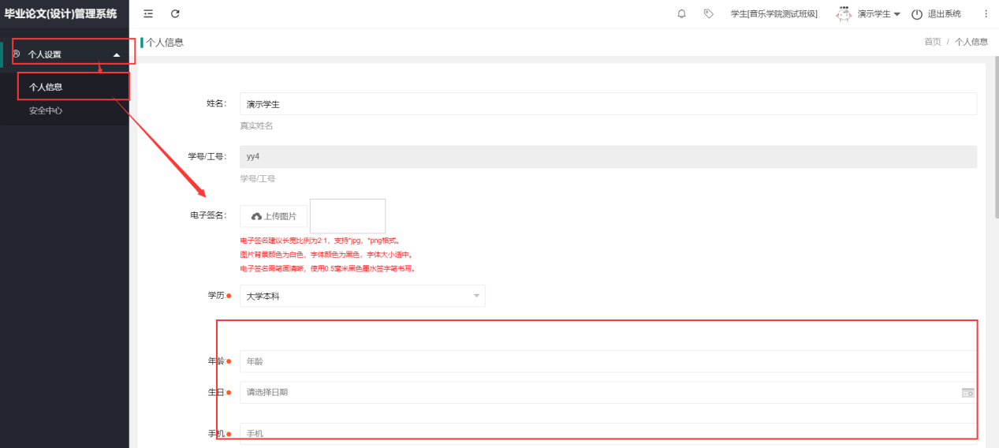 毕业论文(设计)管理系统
学生[音乐学院测试班级]
演示学生
退出系统
个人设置
个人信息
安全中心
个人信息
首页 / 个人信息
姓名:
演示学生
真实姓名
学号/工号:
yy4
学号/工号
电子签名:
上传图片
电子签名建议长宽比例为2:1，支持*jpg，*png格式。
图片背景颜色为白色，字体颜色为黑色，字体大小适中。
电子签名需笔画清晰，使用0.5毫米黑色墨水签字笔书写。
学历:
大学本科
年龄:
年龄
生日:
请选择日期
手机:
手机